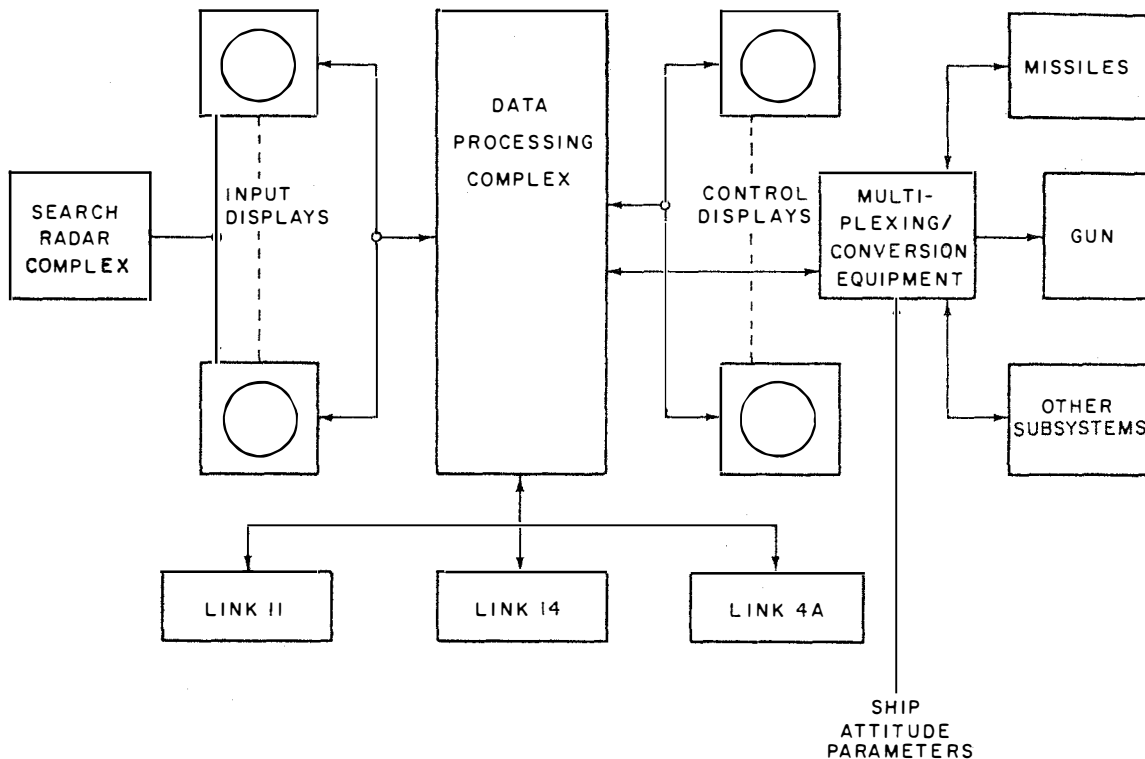 SEARCH
RADAR
COMPLEX
INPUT
DISPLAYS
DATA
PROCESSING
COMPLEX
CONTROL
DISPLAYS
MULTI-
PLEXING/
CONVERSION
EQUIPMENT
MISSILES
GUN
OTHER
SUBSYSTEMS
LINK 11
LINK 14
LINK 4A
SHIP
ATTITUDE
PARAMETERS